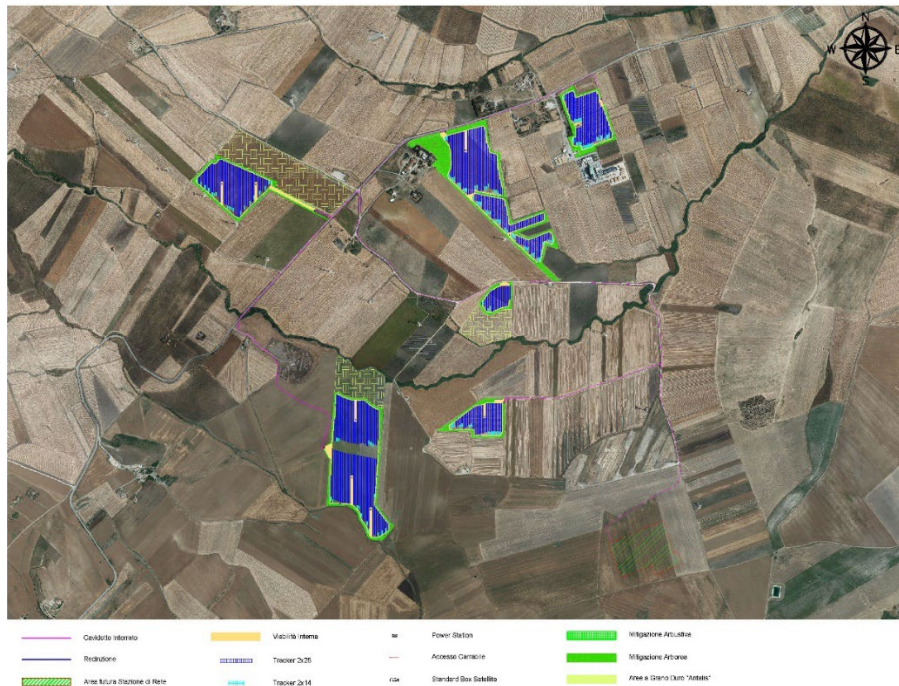 N
W E
S
Cavidotto Interrato
Recinzione
Area futura Stazione di Rete
Viabilità Interna
Tracker 2x28
Tracker 2x14
Power Station
Accesso Carrabile
Standard Box Satellite
Mitigazione Arbustiva
Mitigazione Arborea
Aree a Grano Duro "Antalis"